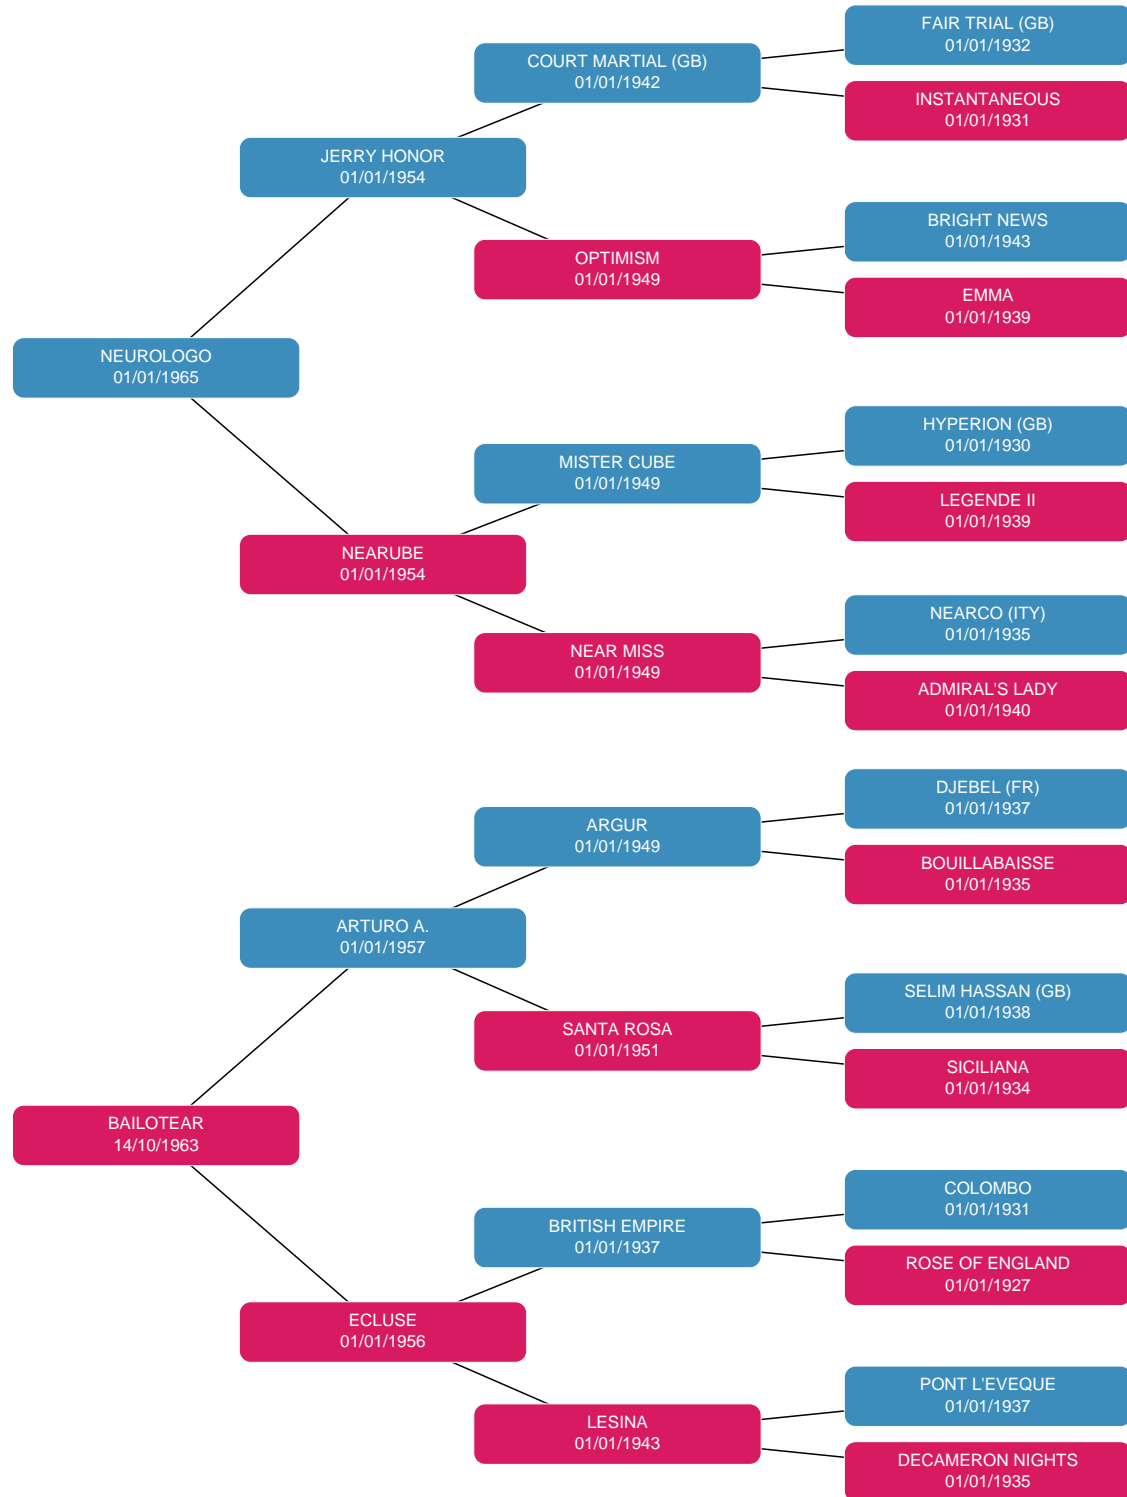 FAIR TRIAL (GB)
01/01/1932
COURT MARTIAL (GB)
01/01/1942
INSTANTANEOUS
01/01/1931
JERRY HONOR
01/01/1954
BRIGHT NEWS
01/01/1943
OPTIMISM
01/01/1949
EMMA
01/01/1939
NEUROLOGO
01/01/1965
HYPERION (GB)
01/01/1930
MISTER CUBE
01/01/1949
LEGENDE II
01/01/1939
NEARUBE
01/01/1954
NEARCO (ITY)
01/01/1935
NEAR MISS
01/01/1949
ADMIRAL'S LADY
01/01/1940
DJEBEL (FR)
01/01/1937
ARGUR
01/01/1949
BOUILLABAISSE
01/01/1935
ARTURO A.
01/01/1957
SELIM HASSAN (GB)
01/01/1938
SANTA ROSA
01/01/1951
SICILIANA
01/01/1934
BAILOTEAR
14/10/1963
COLOMBO
01/01/1931
BRITISH EMPIRE
01/01/1937
ROSE OF ENGLAND
01/01/1927
ECLUSE
01/01/1956
PONT L'EVEQUE
01/01/1937
LESINA
01/01/1943
DECAMERON NIGHTS
01/01/1935